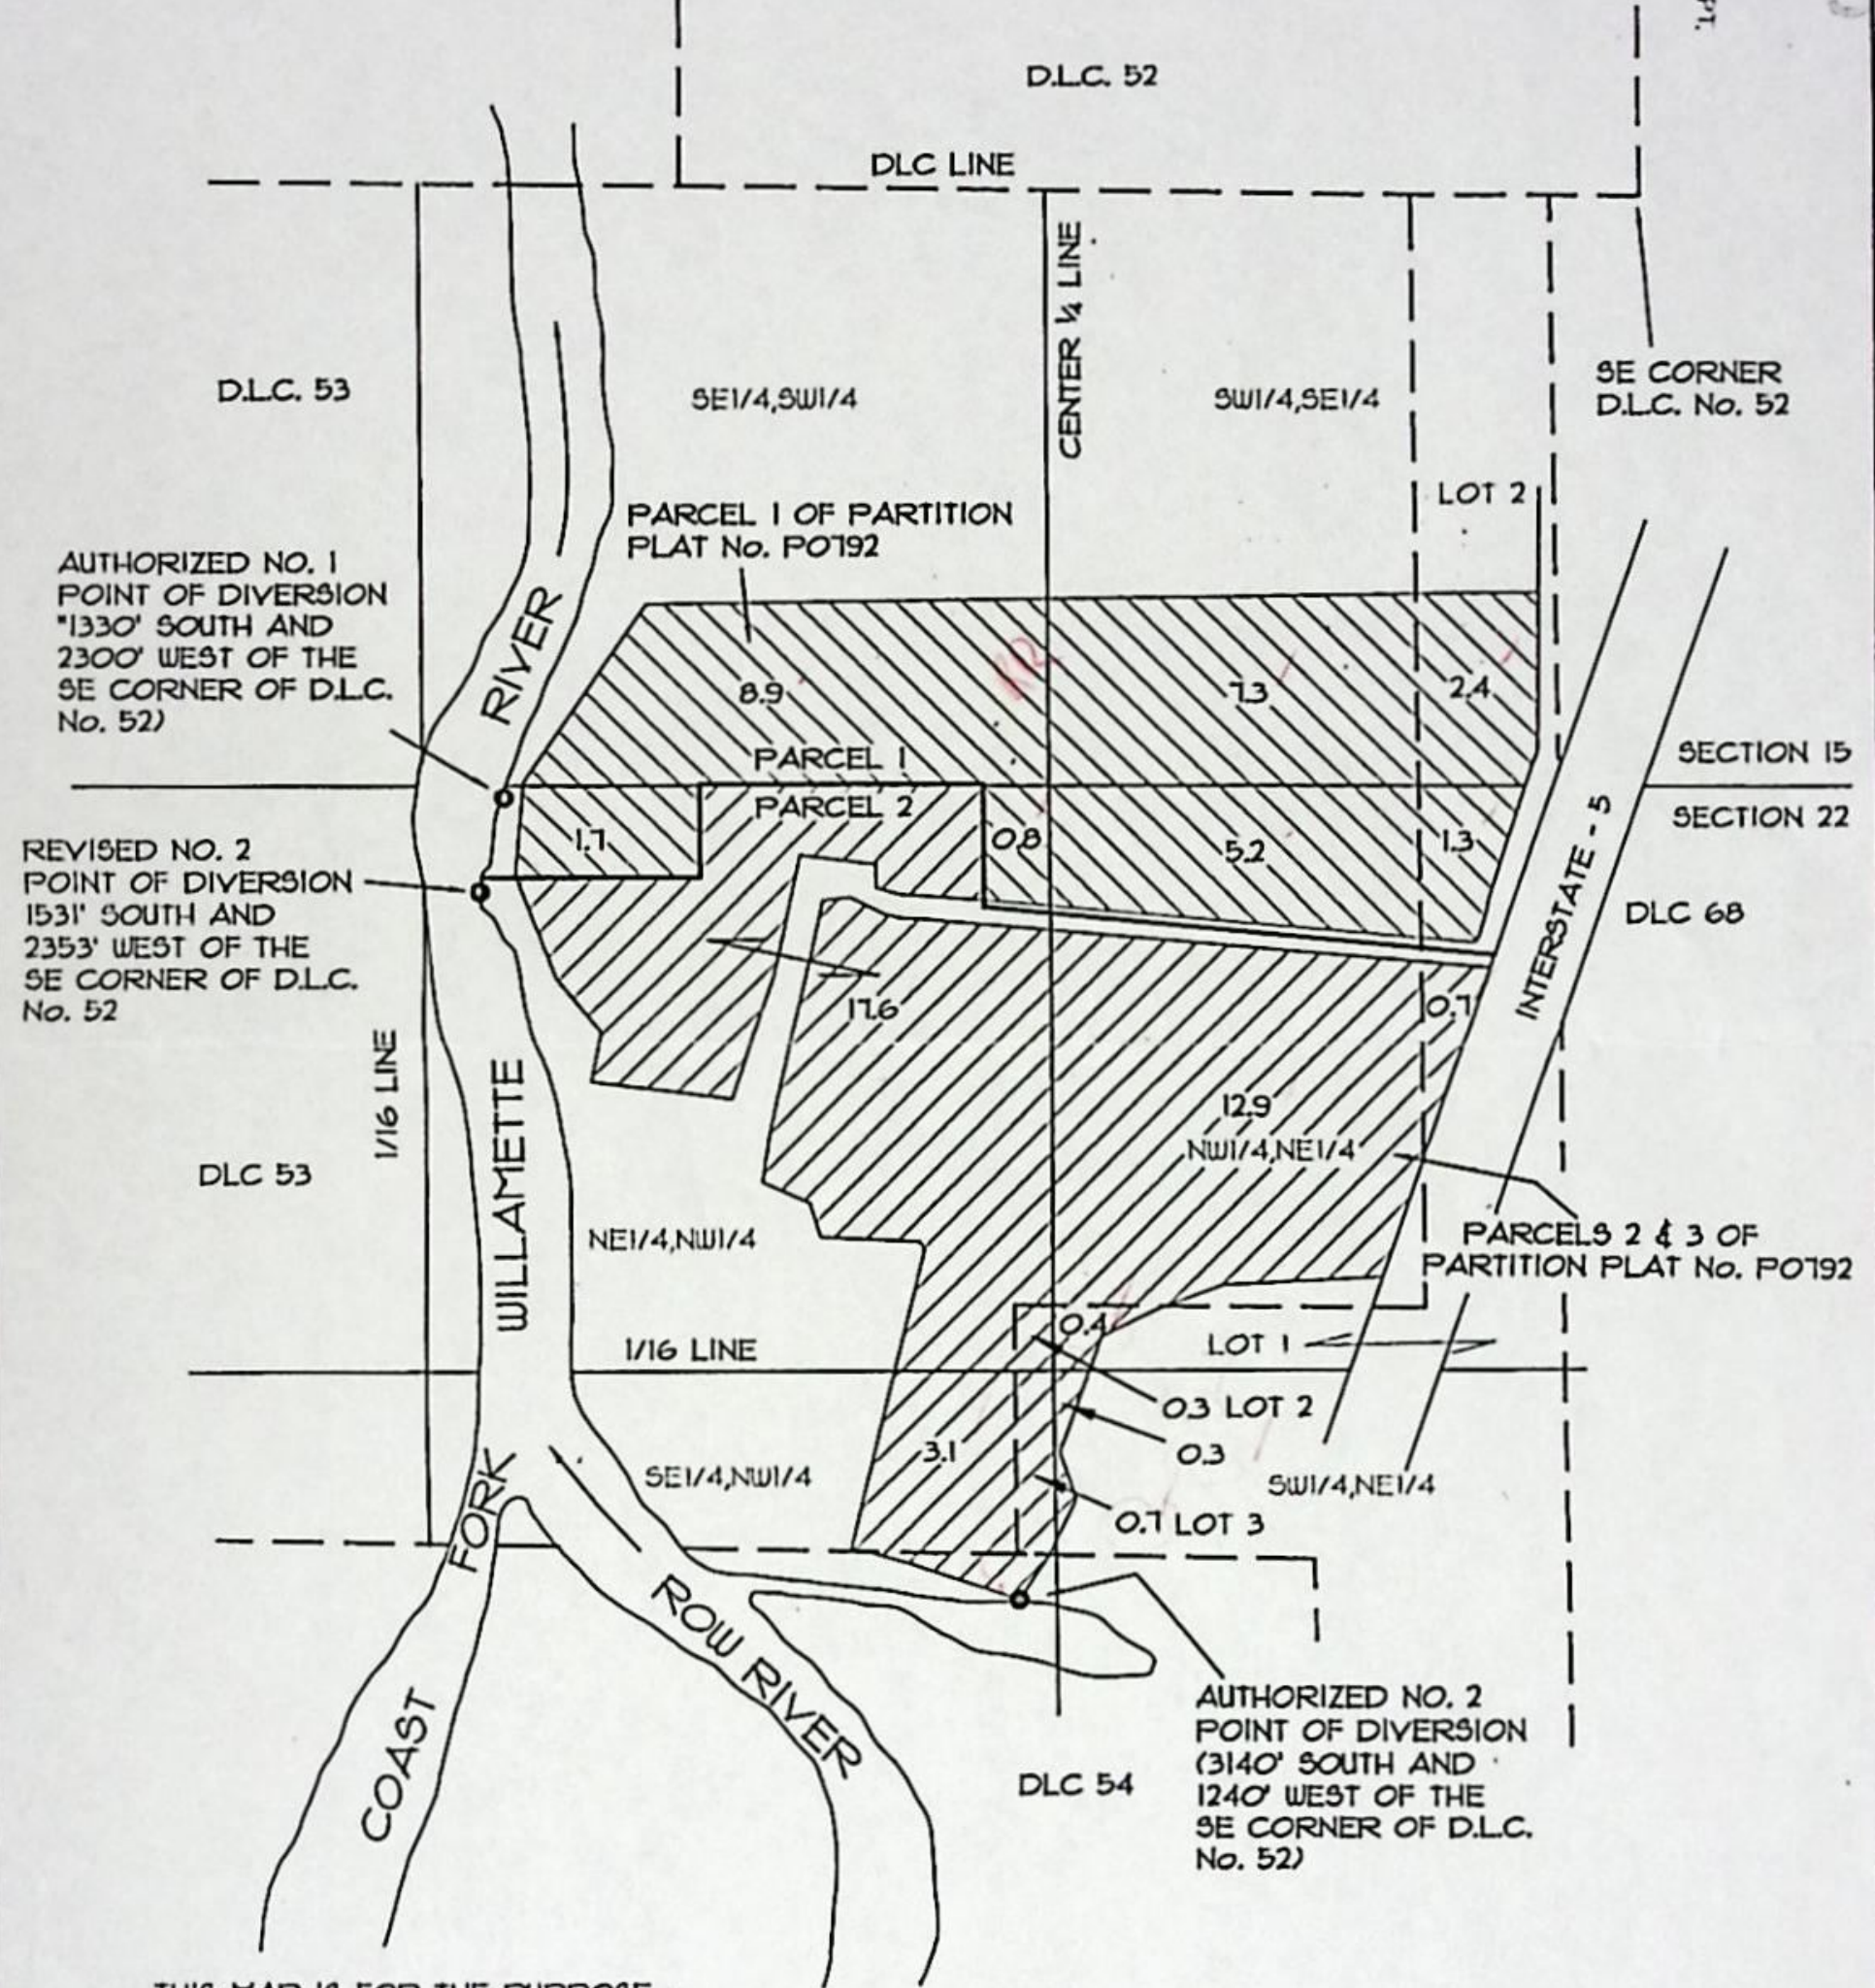 PT.
D.L.C. 52
DLC LINE
CENTER ¼ LINE
D.L.C. 53
SE1/4,SW1/4
SW1/4,SE1/4
SE CORNER
D.L.C. No. 52
LOT 2
PARCEL 1 OF PARTITION
PLAT No. P0792
AUTHORIZED NO. 1
POINT OF DIVERSION
"1330' SOUTH AND
2300' WEST OF THE
SE CORNER OF D.L.C.
No. 52)
RIVER
8.9
7.3
2.4
PARCEL 1
SECTION 15
PARCEL 2
SECTION 22
1.7
0.8
5.2
1.3
REVISED NO. 2
POINT OF DIVERSION
1531' SOUTH AND
2353' WEST OF THE
SE CORNER OF D.L.C.
No. 52
INTERSTATE - 5
DLC 68
17.6
0.7
1/16 LINE
12.9
NW1/4,NE1/4
DLC 53
WILLAMETTE
NE1/4,NW1/4
PARCELS 2 & 3 OF
PARTITION PLAT No. P0792
0.4
LOT 1
1/16 LINE
0.3 LOT 2
0.3
3.1
SE1/4,NW1/4
SW1/4,NE1/4
0.7 LOT 3
FORK
ROW RIVER
COAST
DLC 54
AUTHORIZED NO. 2
POINT OF DIVERSION
(3140' SOUTH AND
1240' WEST OF THE
SE CORNER OF D.L.C.
No. 52)
THIS MAP IS FOR THE PURPOSE